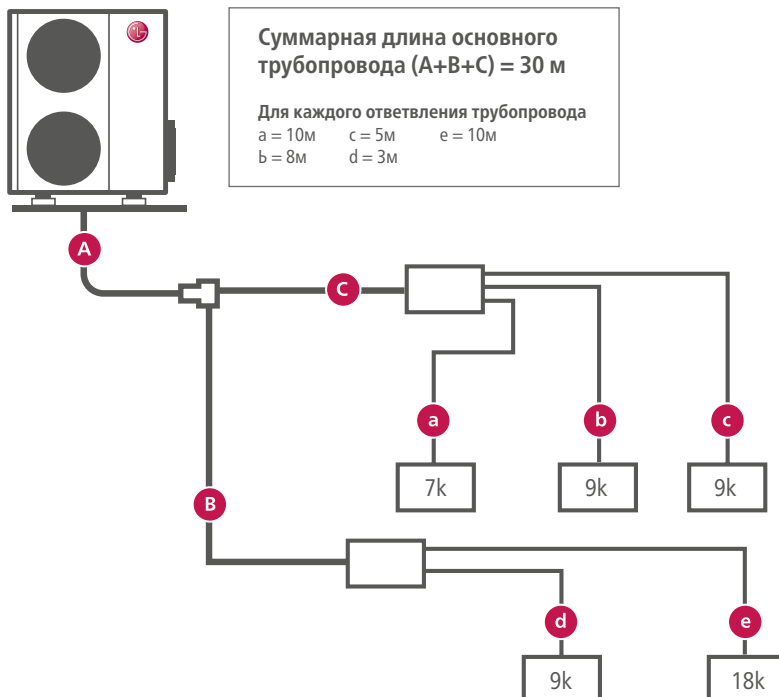 Суммарная длина основного
трубопровода (A+B+C) = 30 м
Для каждого ответвления трубопровода
a = 10м c = 5м e = 10м
b = 8м d = 3м
LG
A
C
a
b
c
7k
9k
9k
B
d
e
9k
18k